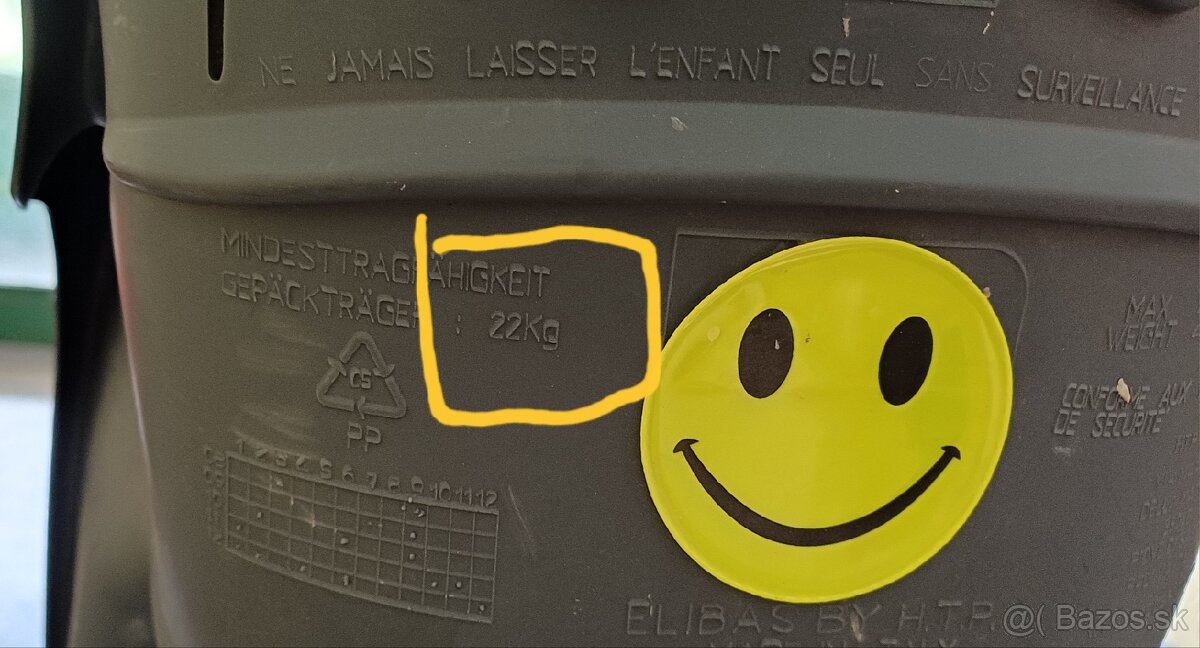 NE JAMAIS LAISSER L'ENFANT SEUL SANS SURVEILLANCE
MINDESTTRAGFÄHIGKEIT
GEPÄCKTRÄGER : 22Kg
05
PP
1 2 3 4 5 6 7 8 9 10 11 12
MAX
WEIGHT
CONFORME AUX
DE SECURITE
ELIBAS BY H.T.P.
@( Bazos.sk